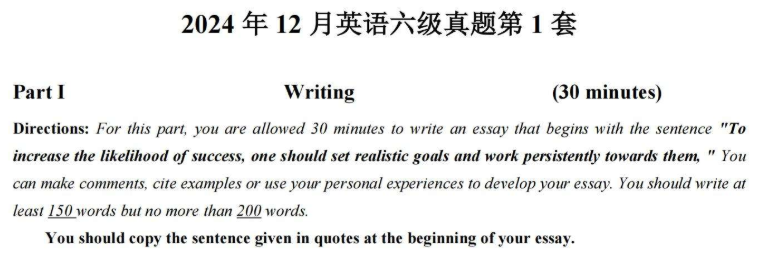 2024 年 12 月英语六级真题第 1 套
Part I Writing (30 minutes)
Directions: For this part, you are allowed 30 minutes to write an essay that begins with the sentence "To
increase the likelihood of success, one should set realistic goals and work persistently towards them, " You
can make comments, cite examples or use your personal experiences to develop your essay. You should write at
least 150 words but no more than 200 words.
You should copy the sentence given in quotes at the beginning of your essay.